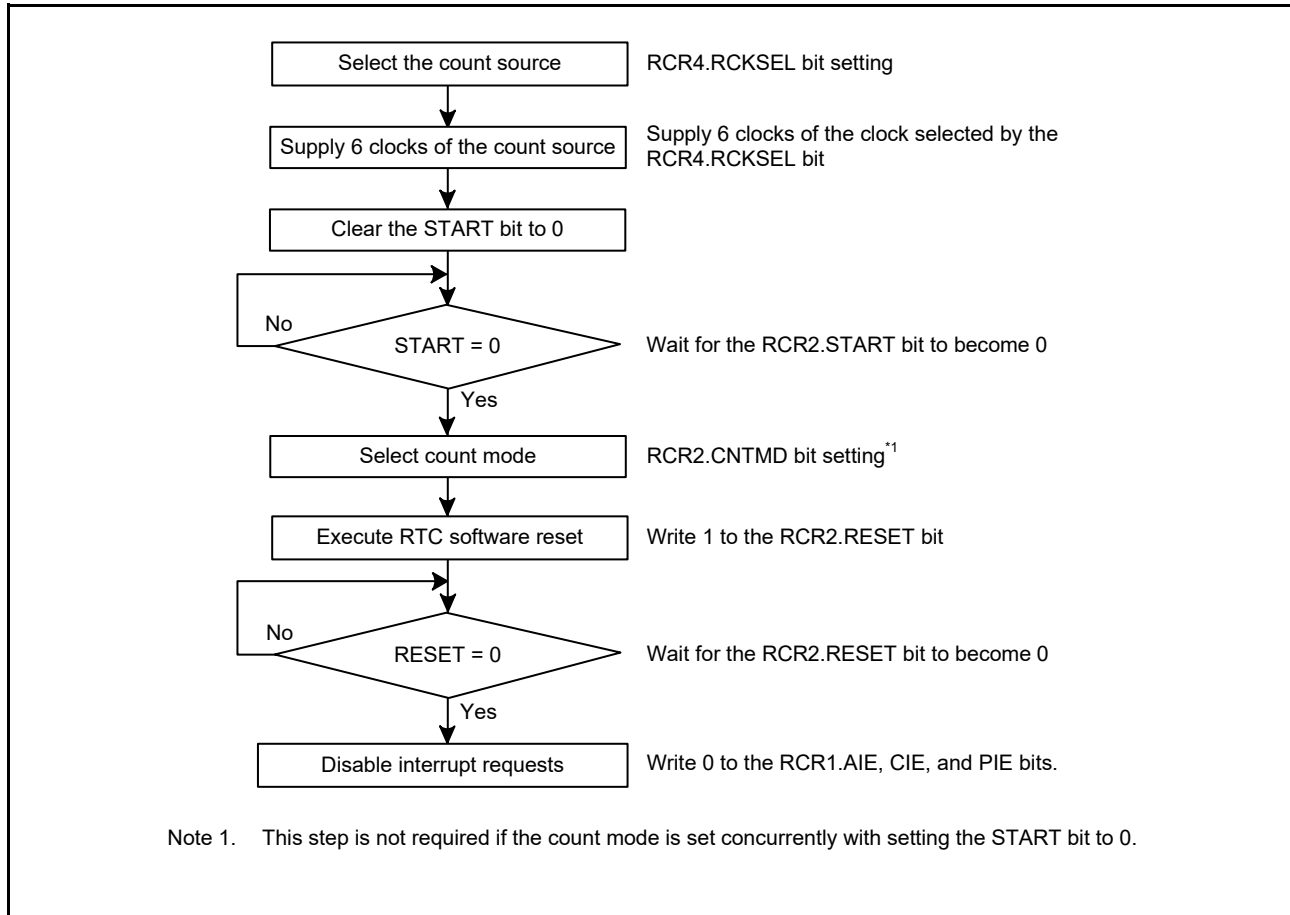 Select the count source
RCR4.RCKSEL bit setting
Supply 6 clocks of the count source
Supply 6 clocks of the clock selected by the
RCR4.RCKSEL bit
Clear the START bit to 0
No
START = 0
Wait for the RCR2.START bit to become 0
Yes
Select count mode
RCR2.CNTMD bit setting*1
Execute RTC software reset
Write 1 to the RCR2.RESET bit
No
RESET = 0
Wait for the RCR2.RESET bit to become 0
Yes
Disable interrupt requests
Write 0 to the RCR1.AIE, CIE, and PIE bits.
Note 1. This step is not required if the count mode is set concurrently with setting the START bit to 0.